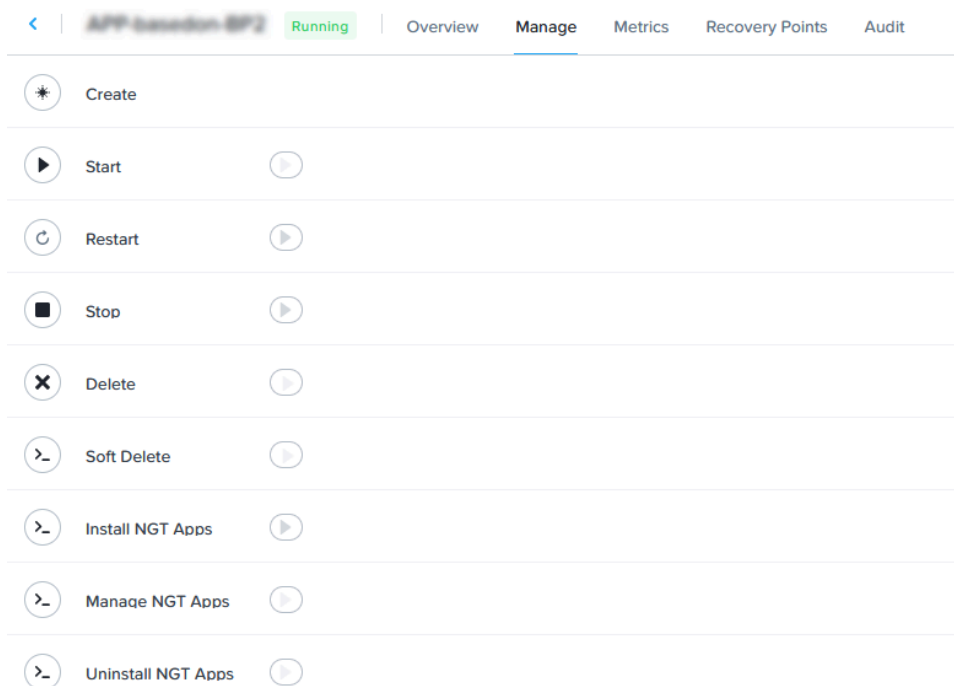 Running Overview Manage Metrics Recovery Points Audit
Create
Start
Restart
Stop
Delete
Soft Delete
Install NGT Apps
Manage NGT Apps
Uninstall NGT Apps